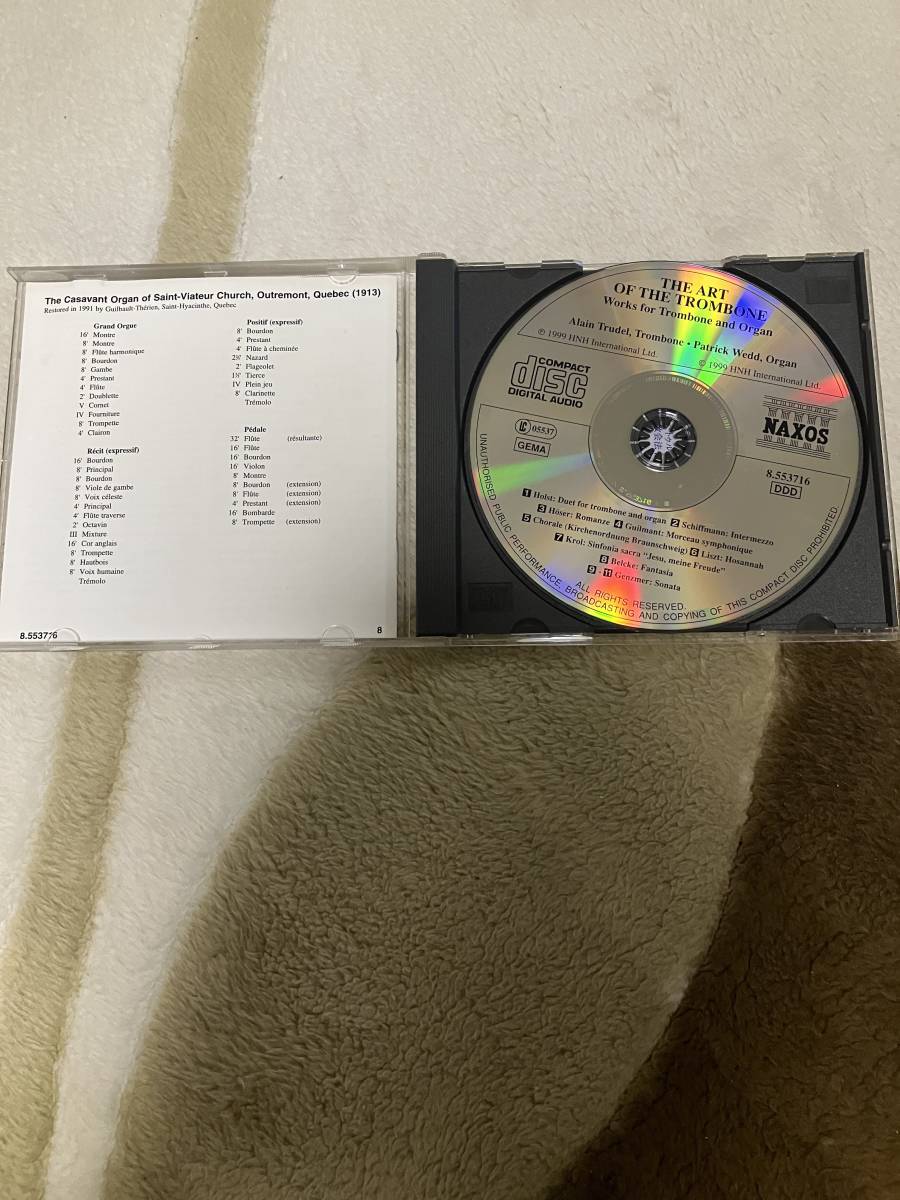 The Casavant Organ of Saint-Viateur Church, Outremont, Quebec (1913)
Restored in 1991 by Guilbault-Thérien, Saint-Hyacinthe, Quebec
Grand Orgue
16' Montre
8' Montre
8' Flûte harmonique
8' Bourdon
8' Gambe
4' Prestant
4' Flûte
2' Doublette
V Cornet
IV Fourniture
8' Trompette
4' Clairon
Récit (expressif)
16' Bourdon
8' Principal
8' Bourdon
8' Viole de gambe
8' Voix céleste
4' Principal
4' Flûte traverse
2' Octavin
III Mixture
16' Cor anglais
8' Trompette
8' Hautbois
8' Voix humaine
Trémolo
Positif (expressif)
8' Bourdon
4' Prestant
4' Flûte à cheminée
Nazard
2' Flageolet
Tierce
IV Plein jeu
8' Clarinette
Trémolo
Pédale
32' Flûte (résultante)
16' Flûte
16' Bourdon
16' Violon
8' Montre
8' Bourdon (extension)
8' Flûte (extension)
4' Prestant (extension)
16' Bombarde
8' Trompette (extension)
8.553716
8
THE ART
OF THE TROMBONE
Works for Trombone and Organ
Alain Trudel, Trombone • Patrick Wedd, Organ
℗ 1999 HNH International Ltd.
© 1999 HNH International Ltd.
COMPACT
disc
DIGITAL AUDIO
LC 05537
GEMA
NAXOS
8.553716
DDD
1 Holst: Duet for trombone and organ 2 Schiffmann: Intermezzo
3 Höser: Romanze 4 Guilmant: Morceau symphonique
5 Chorale (Kirchenordnung Braunschweig) 6 Liszt: Hosannah
7 Krol: Sinfonia sacra "Jesu, meine Freude"
8 Belcke: Fantasia
9 - 11 Genzmer: Sonata
ALL RIGHTS RESERVED.
UNAUTHORISED PUBLIC PERFORMANCE, BROADCASTING AND COPYING OF THIS COMPACT DISC PROHIBITED